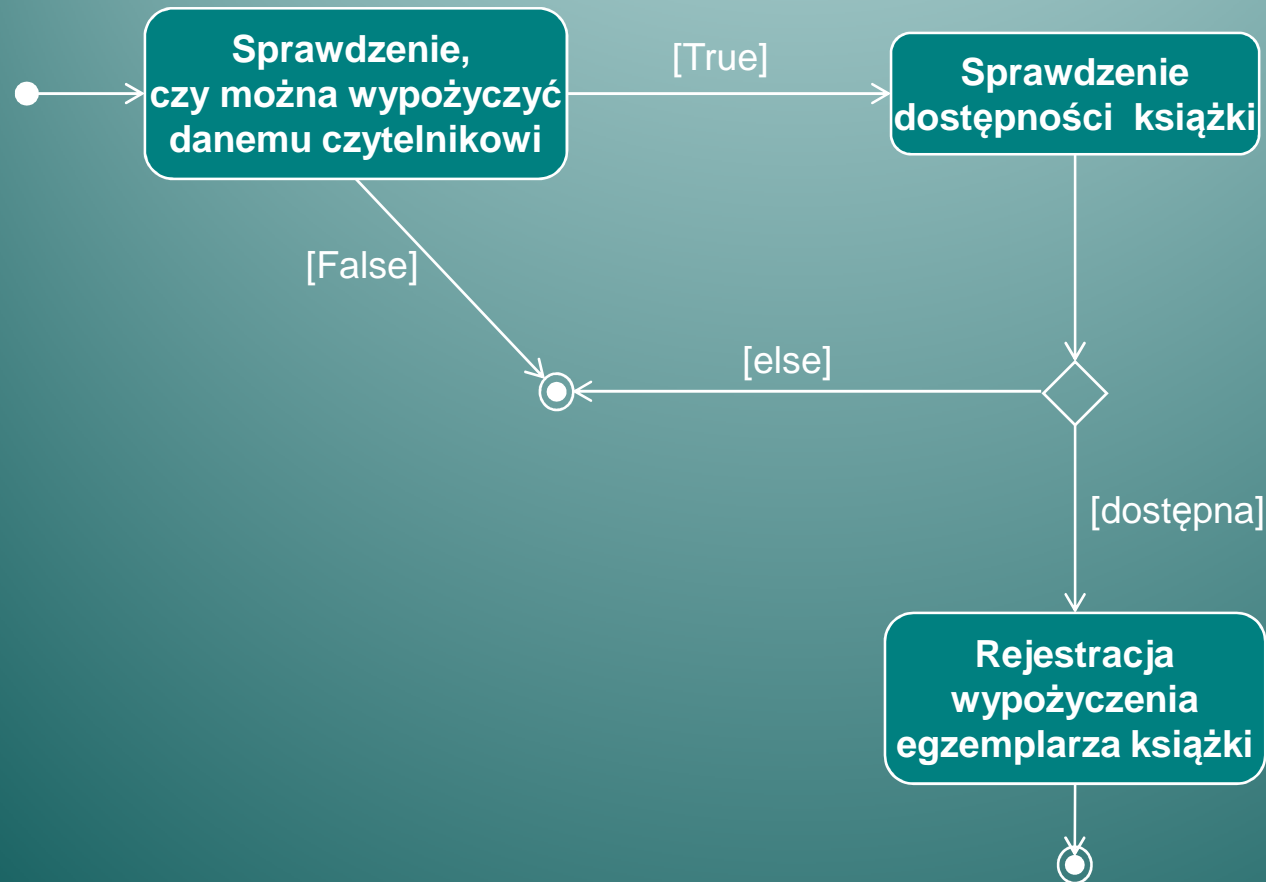 Sprawdzenie,
czy można wypożyczyć
danemu czytelnikowi
[True]
Sprawdzenie
dostępności książki
[False]
[else]
[dostępna]
Rejestracja
wypożyczenia
egzemplarza książki